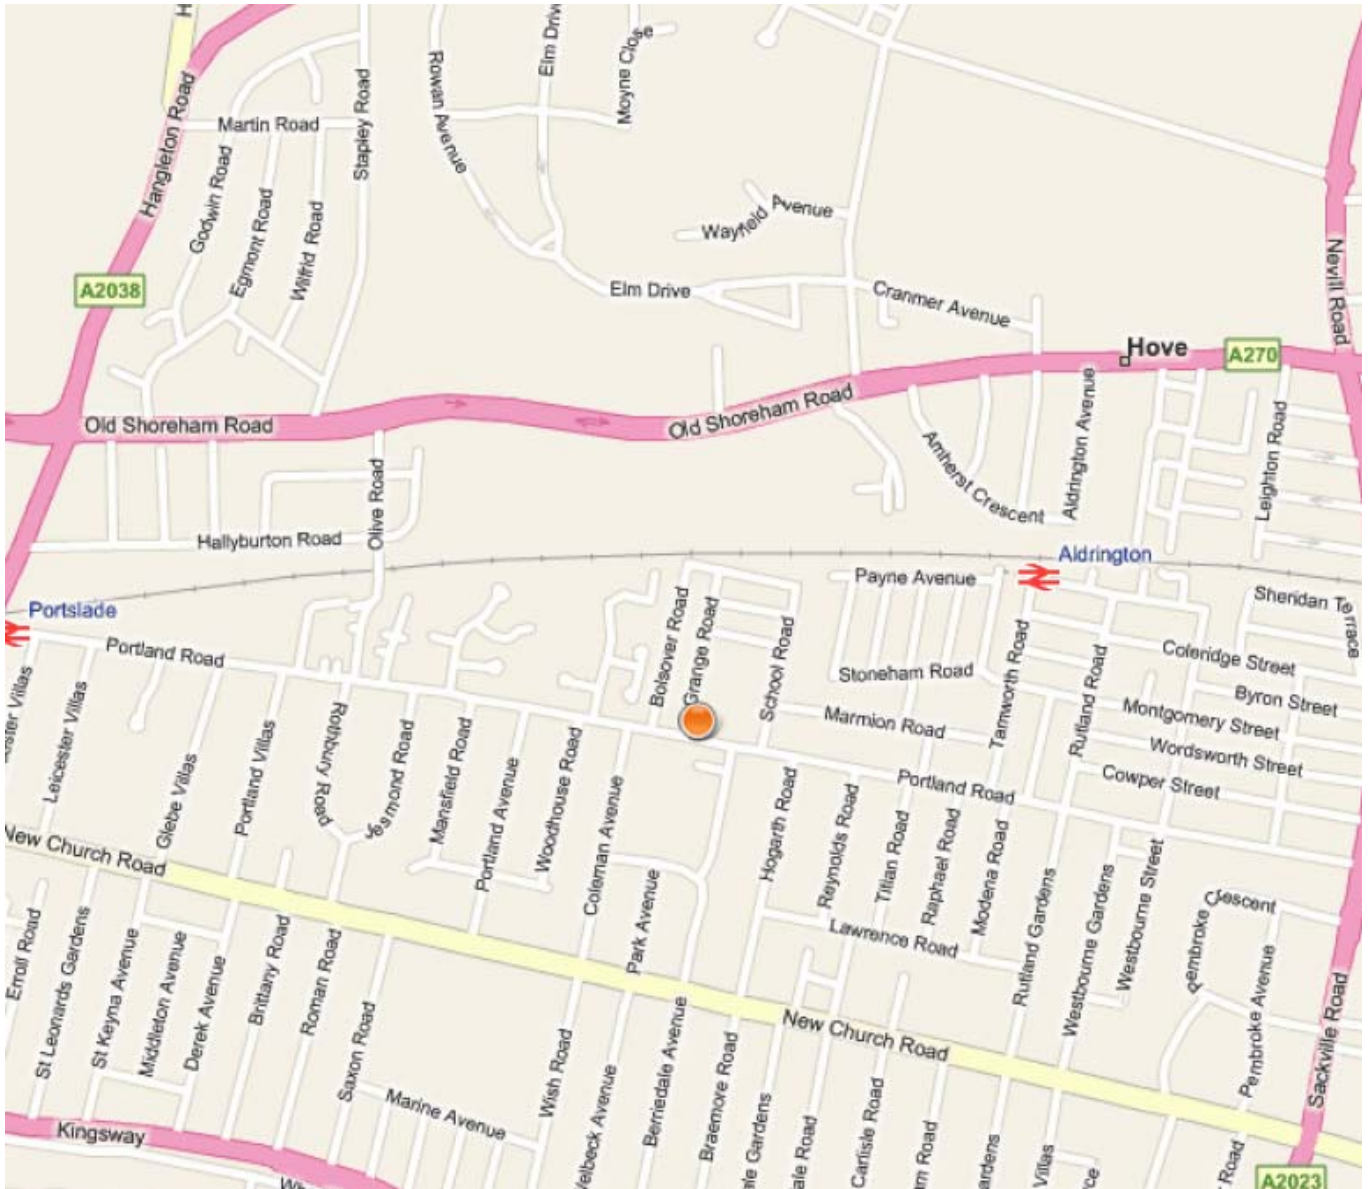 H
Elm Drive
Moyne Close
Rowan Avenue
Stapley Road
Hangleton Road
Martin Road
Godwin Road
Egmont Road
Wilfrid Road
Wayfield Avenue
Nevill Road
A2038
Elm Drive
Cranmer Avenue
Hove
A270
Old Shoreham Road
Old Shoreham Road
Aldrington Avenue
Leighton Road
Amherst Crescent
Olive Road
Hallyburton Road
Aldrington
Payne Avenue
Portslade
Sheridan Terrace
Portland Road
Bolsover Road
Grange Road
School Road
Stoneham Road
Tamworth Road
Rutland Road
Coleridge Street
Byron Street
Marmion Road
Montgomery Street
Wordsworth Street
Cowper Street
Portland Road
Leicester Villas
Glebe Villas
Portland Villas
Rothbury Road
Mansfield Road
Portland Avenue
Woodhouse Road
Coleman Avenue
Hogarth Road
Reynolds Road
Titian Road
Raphael Road
Modena Road
Rutland Gardens
Westbourne Gardens
Westbourne Street
Pembroke Crescent
New Church Road
Park Avenue
Lawrence Road
Erroll Road
St Leonards Gardens
St Keyna Avenue
Middleton Avenue
Derek Avenue
Brittany Road
Roman Road
Saxon Road
Marine Avenue
Wish Road
Berriedale Avenue
Braemore Road
New Church Road
Carlisle Road
Pembroke Avenue
Sackville Road
Kingsway
ale Gardens
ale Road
Villas
Road
A2023